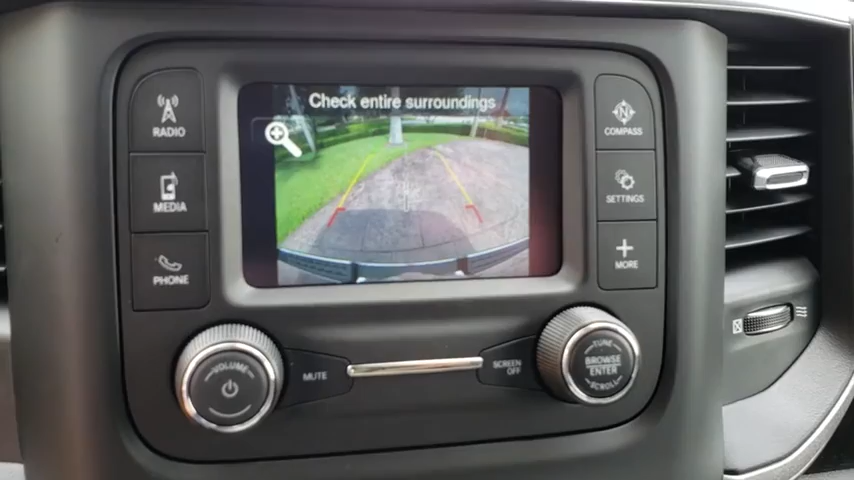 Check entire surroundings
RADIO
MEDIA
PHONE
N
COMPASS
SETTINGS
MORE
VOLUME
MUTE
SCREEN
OFF
TUNE
BROWSE
ENTER
SCROLL